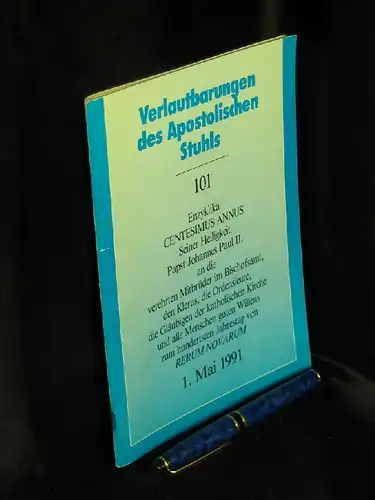 Verlautbarungen
des Apostolischen
Stuhls
101
Enzyklika
CENTESIMUS ANNUS
Seiner Heiligkeit
Papst Johannes Paul II.
an die
verehrten Mitbrüder im Bischofsamt,
den Klerus, die Ordensleute,
die Gläubigen der katholischen Kirche
und alle Menschen guten Willens
zum hundertsten Jahrestag von
RERUM NOVARUM
1. Mai 1991